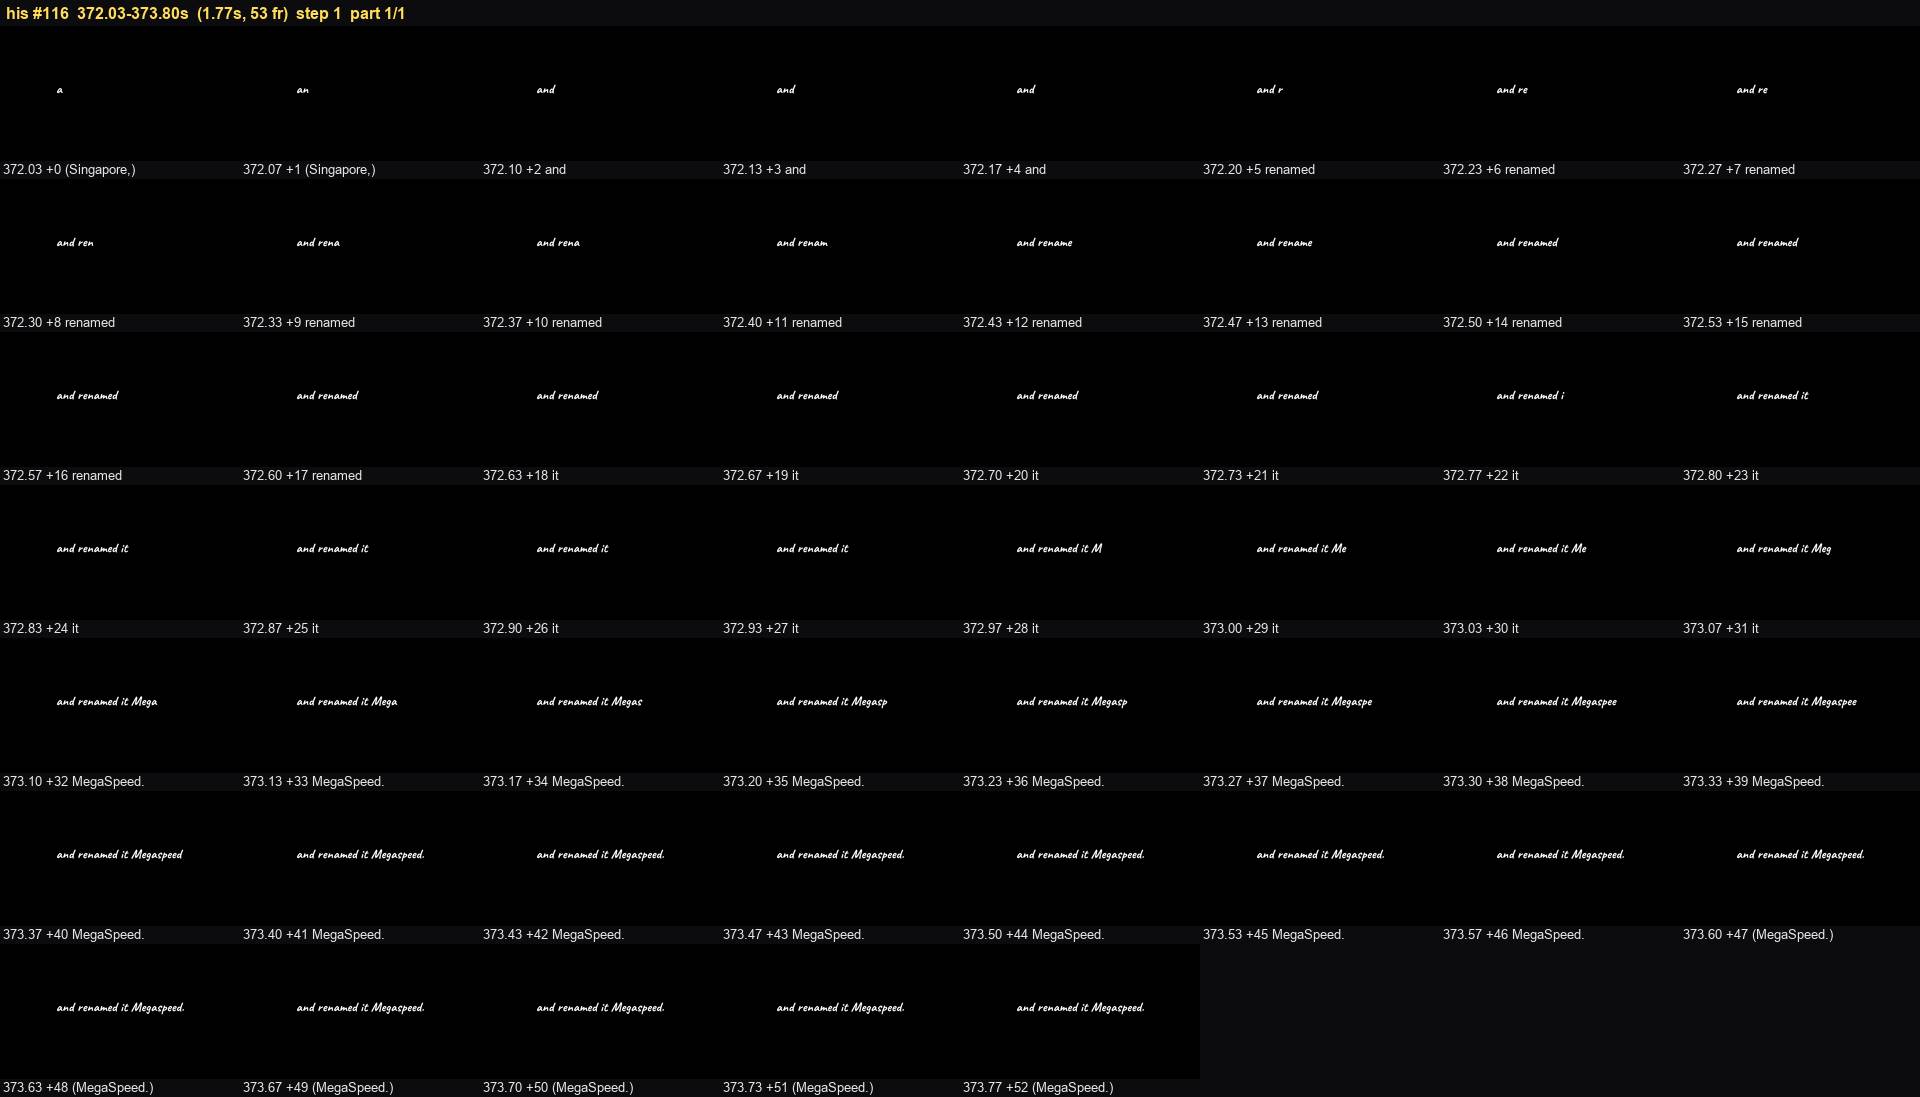 his #116 372.03-373.80s (1.77s, 53 fr) step 1 part 1/1
a an and and and and r and re and re
372.03 +0 (Singapore,) 372.07 +1 (Singapore,) 372.10 +2 and 372.13 +3 and 372.17 +4 and 372.20 +5 renamed 372.23 +6 renamed 372.27 +7 renamed
and ren and rena and rena and renam and rename and rename and renamed and renamed
372.30 +8 renamed 372.33 +9 renamed 372.37 +10 renamed 372.40 +11 renamed 372.43 +12 renamed 372.47 +13 renamed 372.50 +14 renamed 372.53 +15 renamed
and renamed and renamed and renamed and renamed and renamed and renamed and renamed i and renamed it
372.57 +16 renamed 372.60 +17 renamed 372.63 +18 it 372.67 +19 it 372.70 +20 it 372.73 +21 it 372.77 +22 it 372.80 +23 it
and renamed it and renamed it and renamed it and renamed it and renamed it M and renamed it Me and renamed it Me and renamed it Meg
372.83 +24 it 372.87 +25 it 372.90 +26 it 372.93 +27 it 372.97 +28 it 373.00 +29 it 373.03 +30 it 373.07 +31 it
and renamed it Mega and renamed it Mega and renamed it Megas and renamed it Megasp and renamed it Megasp and renamed it Megaspe and renamed it Megaspee and renamed it Megaspee
373.10 +32 MegaSpeed. 373.13 +33 MegaSpeed. 373.17 +34 MegaSpeed. 373.20 +35 MegaSpeed. 373.23 +36 MegaSpeed. 373.27 +37 MegaSpeed. 373.30 +38 MegaSpeed. 373.33 +39 MegaSpeed.
and renamed it Megaspeed and renamed it Megaspeed. and renamed it Megaspeed. and renamed it Megaspeed. and renamed it Megaspeed. and renamed it Megaspeed. and renamed it Megaspeed. and renamed it Megaspeed.
373.37 +40 MegaSpeed. 373.40 +41 MegaSpeed. 373.43 +42 MegaSpeed. 373.47 +43 MegaSpeed. 373.50 +44 MegaSpeed. 373.53 +45 MegaSpeed. 373.57 +46 MegaSpeed. 373.60 +47 (MegaSpeed.)
and renamed it Megaspeed. and renamed it Megaspeed. and renamed it Megaspeed. and renamed it Megaspeed. and renamed it Megaspeed.
373.63 +48 (MegaSpeed.) 373.67 +49 (MegaSpeed.) 373.70 +50 (MegaSpeed.) 373.73 +51 (MegaSpeed.) 373.77 +52 (MegaSpeed.)